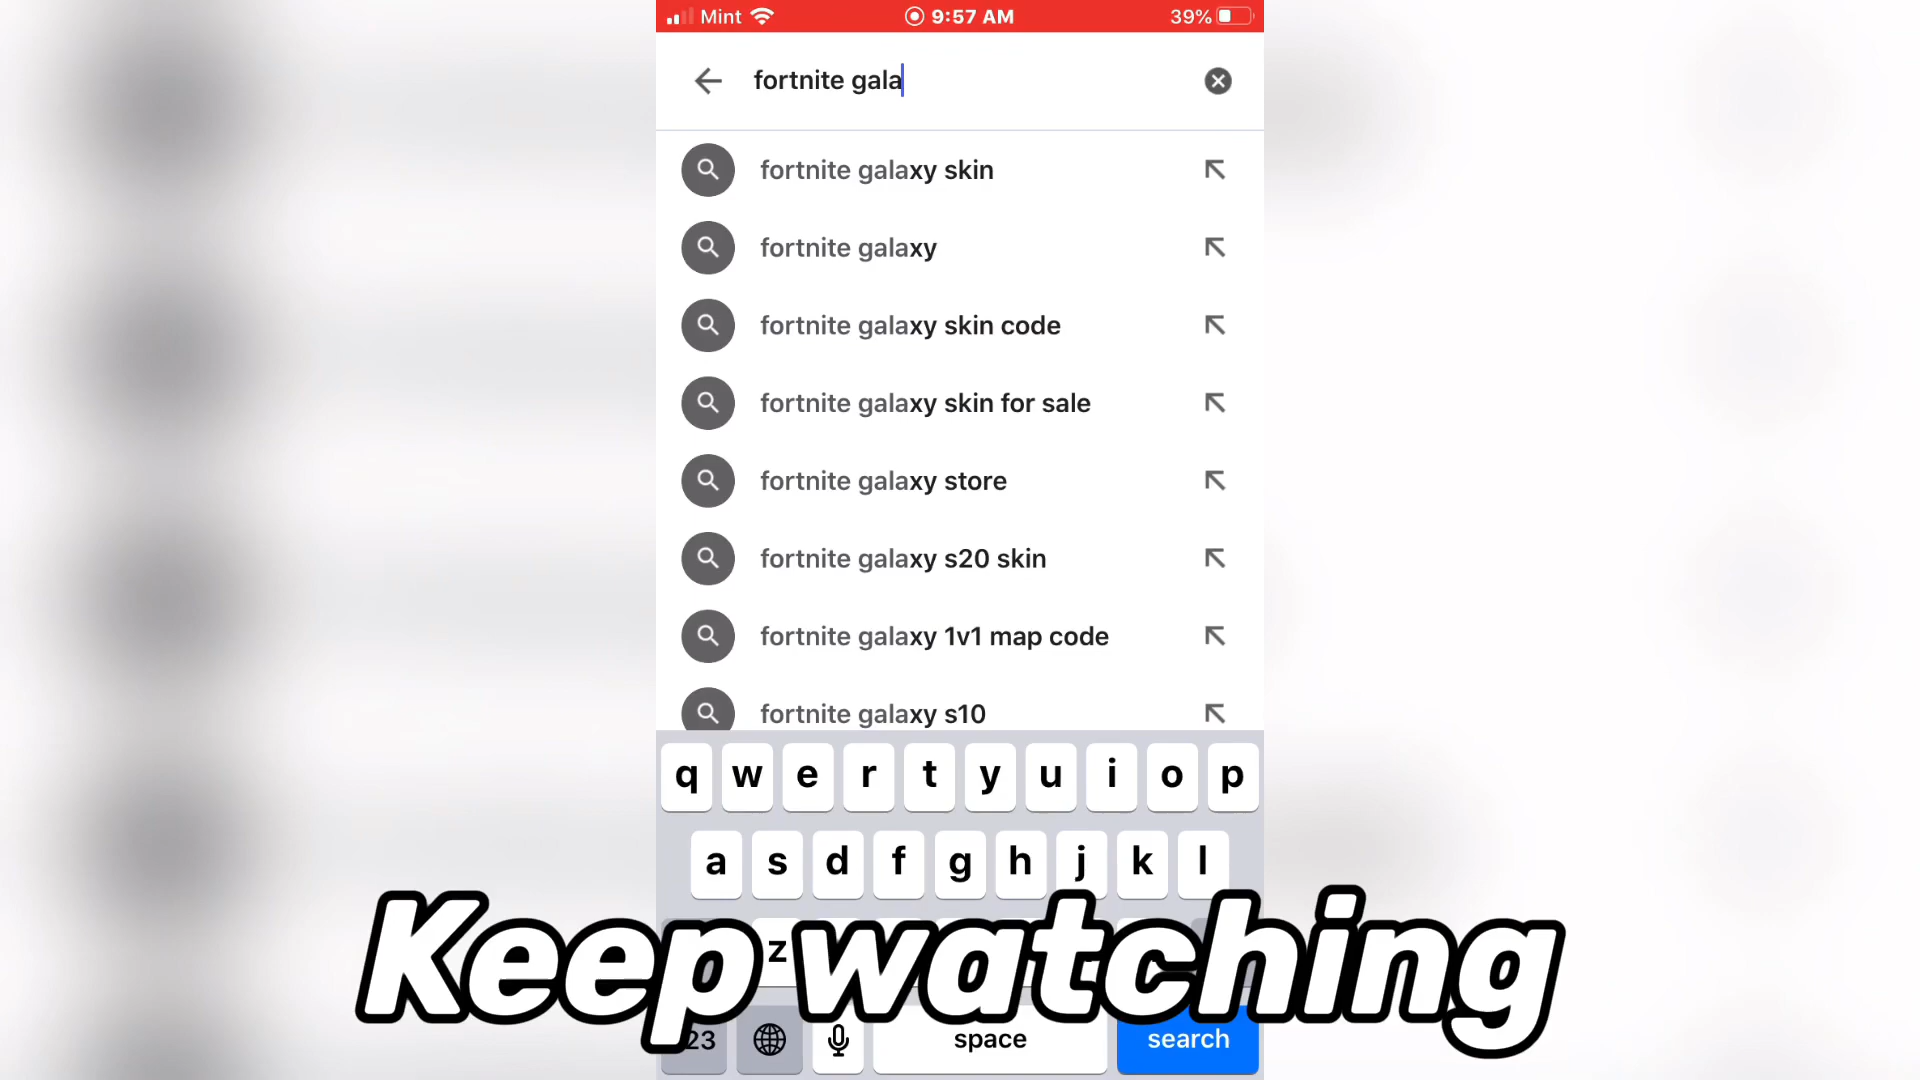 Mint 9:57 AM 39%
fortnite gala
fortnite galaxy skin
fortnite galaxy
fortnite galaxy skin code
fortnite galaxy skin for sale
fortnite galaxy store
fortnite galaxy s20 skin
fortnite galaxy 1v1 map code
fortnite galaxy s10
q w e r t y u i o p
a s d f g h j k l
z
Keep watching
23 space search